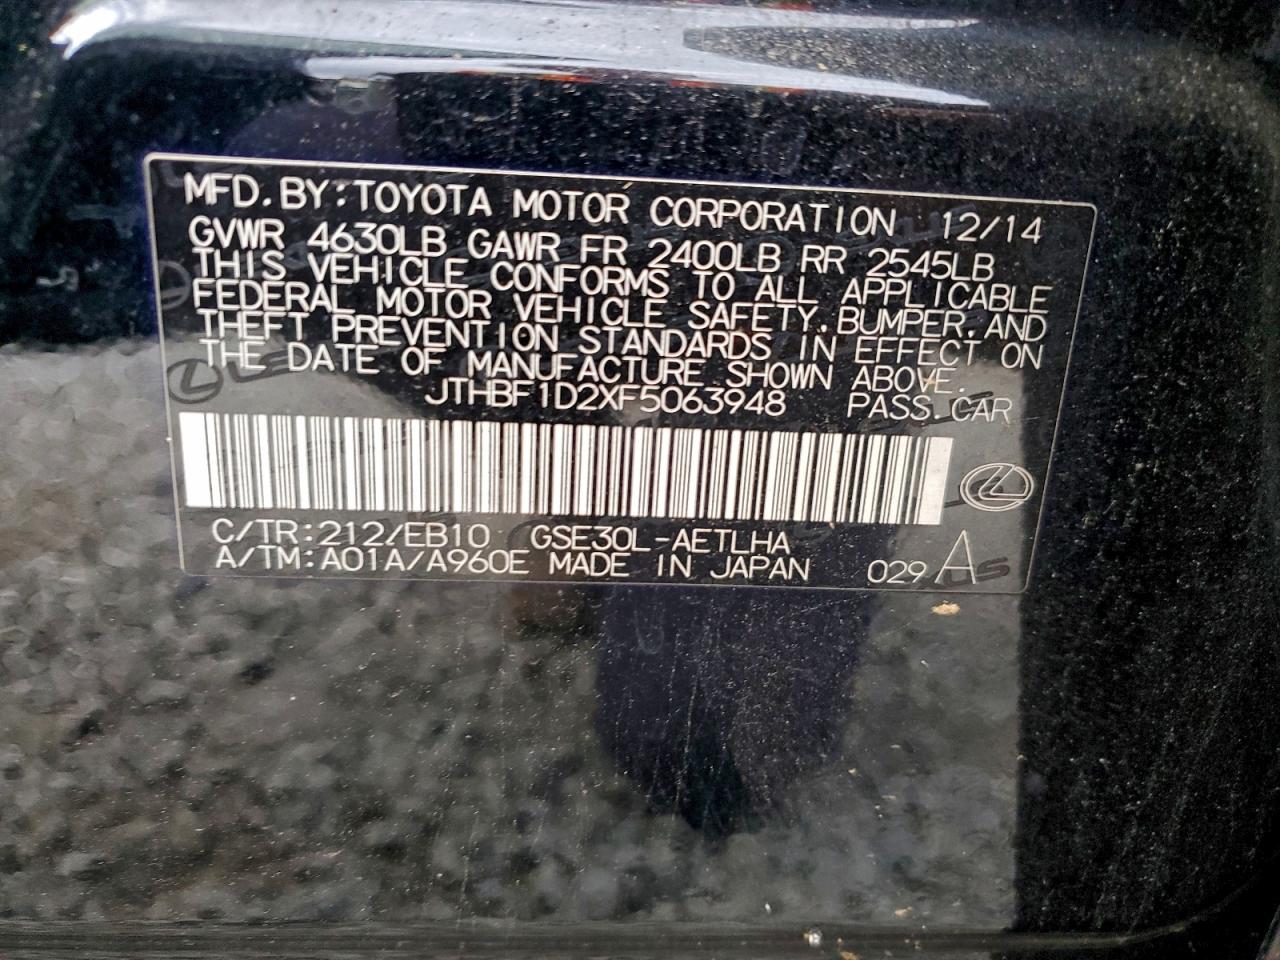 MFD. BY: TOYOTA MOTOR CORPORATION 12/14
GVWR 4630LB GAWR FR 2400LB RR 2545LB
THIS VEHICLE CONFORMS TO ALL APPLICABLE
FEDERAL MOTOR VEHICLE SAFETY, BUMPER, AND
THEFT PREVENTION STANDARDS IN EFFECT ON
THE DATE OF MANUFACTURE SHOWN ABOVE.
JTHBF1D2XF5063948 PASS. CAR
C/TR: 212/EB10 GSE30L-AETLHA
A/TM: A01A/A960E MADE IN JAPAN 029 A